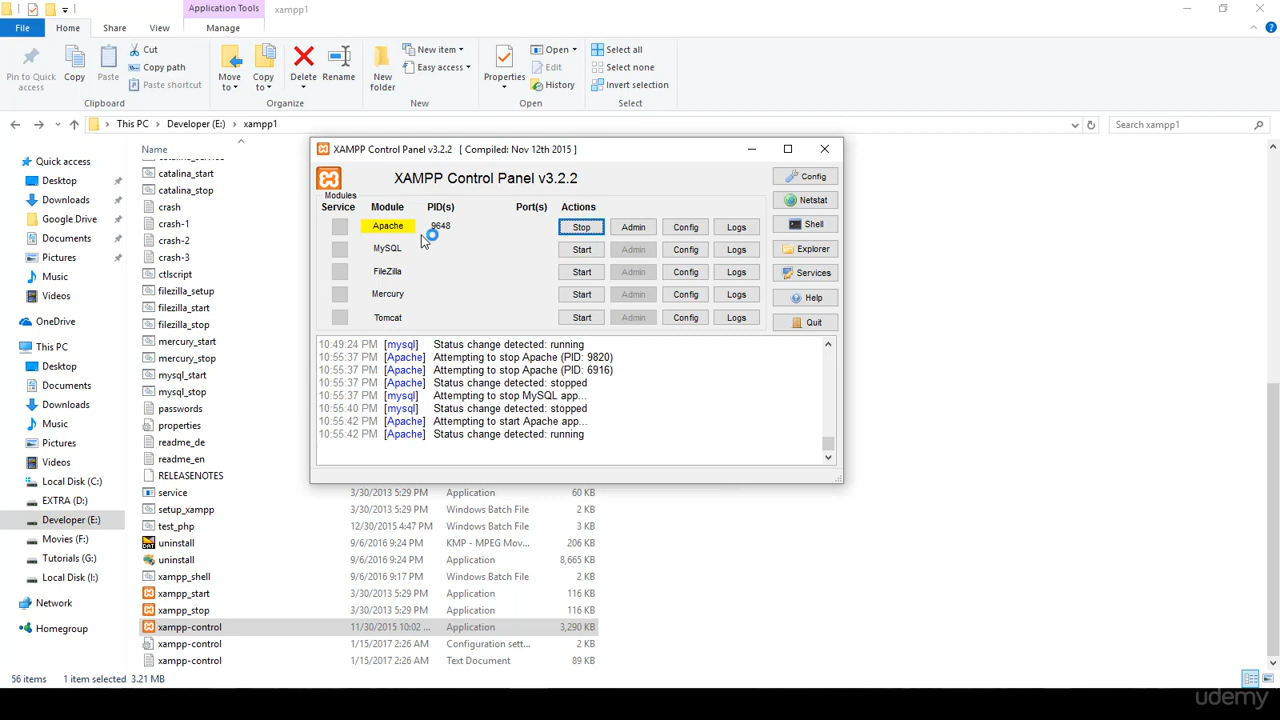 Application Tools xampp1
File Home Share View Manager
Pin to Quick access
Copy
Paste
Cut
Copy path
Paste shortcut
Move to
Copy to
Delete
Rename
New folder
New item
Easy access
Properties
Open
Edit
History
Select all
Select none
Invert selection
Clipboard Organize New Open Select
This PC Developer (E:) xampp1 Search xampp1
Quick access
Desktop
Downloads
Google Drive
Documents
Pictures
Music
Videos
OneDrive
This PC
Desktop
Documents
Downloads
Music
Pictures
Videos
Local Disk (C:)
EXTRA (D:)
Developer (E:)
Movies (F:)
Tutorials (G:)
Local Disk (I:)
Network
Homegroup
Name
catalina_start
catalina_stop
crash
crash-1
crash-2
crash-3
ctlscript
filezilla_setup
filezilla_start
filezilla_stop
mercury_start
mercury_stop
mysql_start
mysql_stop
passwords
properties
readme_de
readme_en
RELEASENOTES
service 3/30/2013 5:29 PM Application 60 KB
setup_xampp 3/30/2013 5:29 PM Windows Batch File 2 KB
test_php 12/30/2015 4:47 PM Windows Batch File 3 KB
uninstall 9/6/2016 9:24 PM KMP - MPEG Mov... 206 KB
uninstall 9/6/2016 9:24 PM Application 8,665 KB
xampp_shell 9/6/2016 9:17 PM Windows Batch File 2 KB
xampp_start 3/30/2013 5:29 PM Application 116 KB
xampp_stop 3/30/2013 5:29 PM Application 116 KB
xampp-control 11/30/2015 10:02 ... Application 3,290 KB
xampp-control 1/15/2017 2:26 AM Configuration sett... 2 KB
xampp-control 1/15/2017 2:26 AM Text Document 89 KB
XAMPP Control Panel v3.2.2 [ Compiled: Nov 12th 2015 ]
XAMPP Control Panel v3.2.2
Modules
Service Module PID(s) Port(s) Actions
Apache 9648 Stop Admin Config Logs
MySQL Start Admin Config Logs
FileZilla Start Admin Config Logs
Mercury Start Admin Config Logs
Tomcat Start Admin Config Logs
Config
Netstat
Shell
Explorer
Services
Help
Quit
10:49:24 PM [mysql] Status change detected: running
10:55:37 PM [Apache] Attempting to stop Apache (PID: 9820)
10:55:37 PM [Apache] Attempting to stop Apache (PID: 6916)
10:55:37 PM [Apache] Status change detected: stopped
10:55:37 PM [mysql] Attempting to stop MySQL app...
10:55:40 PM [mysql] Status change detected: stopped
10:55:42 PM [Apache] Attempting to start Apache app...
10:55:42 PM [Apache] Status change detected: running
56 items 1 item selected 3.21 MB
udemy